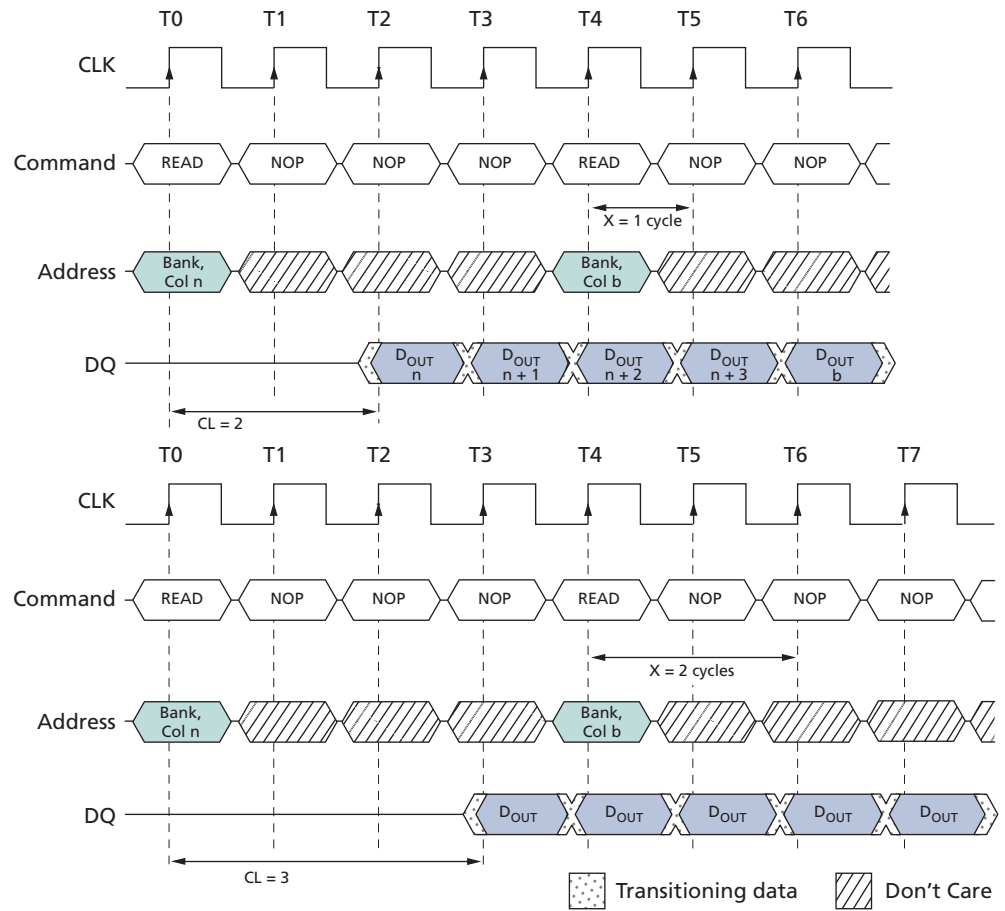 T0 T1 T2 T3 T4 T5 T6
CLK
Command READ NOP NOP NOP READ NOP NOP
X = 1 cycle
Address Bank, Col n Bank, Col b
DQ DOUT n DOUT n + 1 DOUT n + 2 DOUT n + 3 DOUT b
CL = 2
T0 T1 T2 T3 T4 T5 T6 T7
CLK
Command READ NOP NOP NOP READ NOP NOP NOP
X = 2 cycles
Address Bank, Col n Bank, Col b
DQ DOUT DOUT DOUT DOUT DOUT
CL = 3
Transitioning data Don't Care